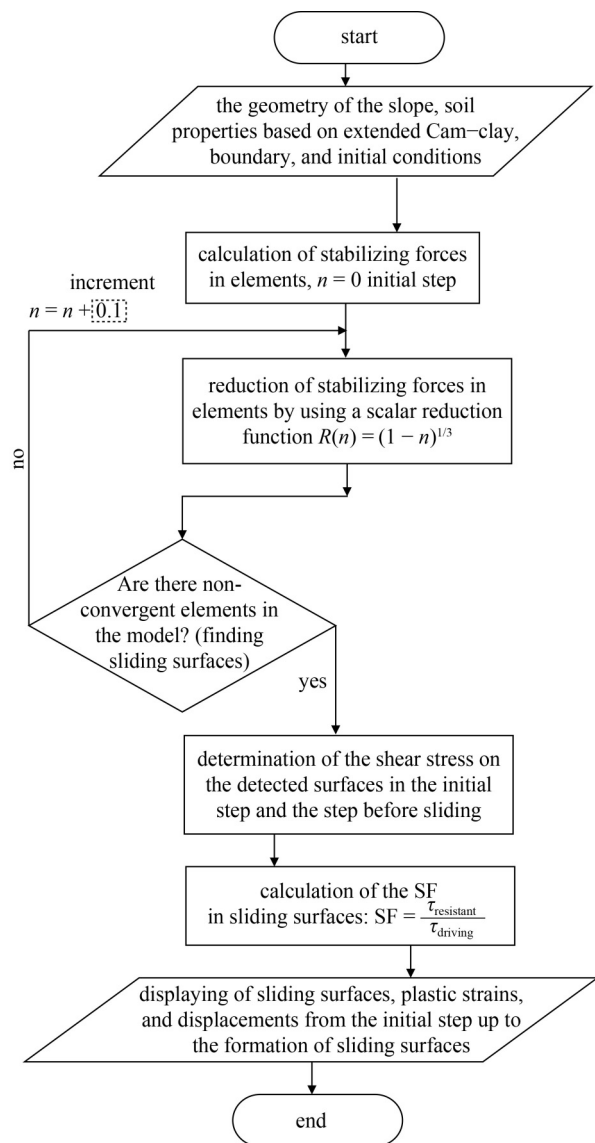 start
the geometry of the slope, soil
properties based on extended Cam−clay,
boundary, and initial conditions
calculation of stabilizing forces
in elements, n = 0 initial step
increment
n = n + 0.1
reduction of stabilizing forces in
elements by using a scalar reduction
function R(n) = (1 − n)^{1/3}
no
Are there non-
convergent elements in
the model? (finding
sliding surfaces)
yes
determination of the shear stress on
the detected surfaces in the initial
step and the step before sliding
calculation of the SF
in sliding surfaces: SF = τ_{resistant} / τ_{driving}
displaying of sliding surfaces, plastic strains,
and displacements from the initial step up to
the formation of sliding surfaces
end